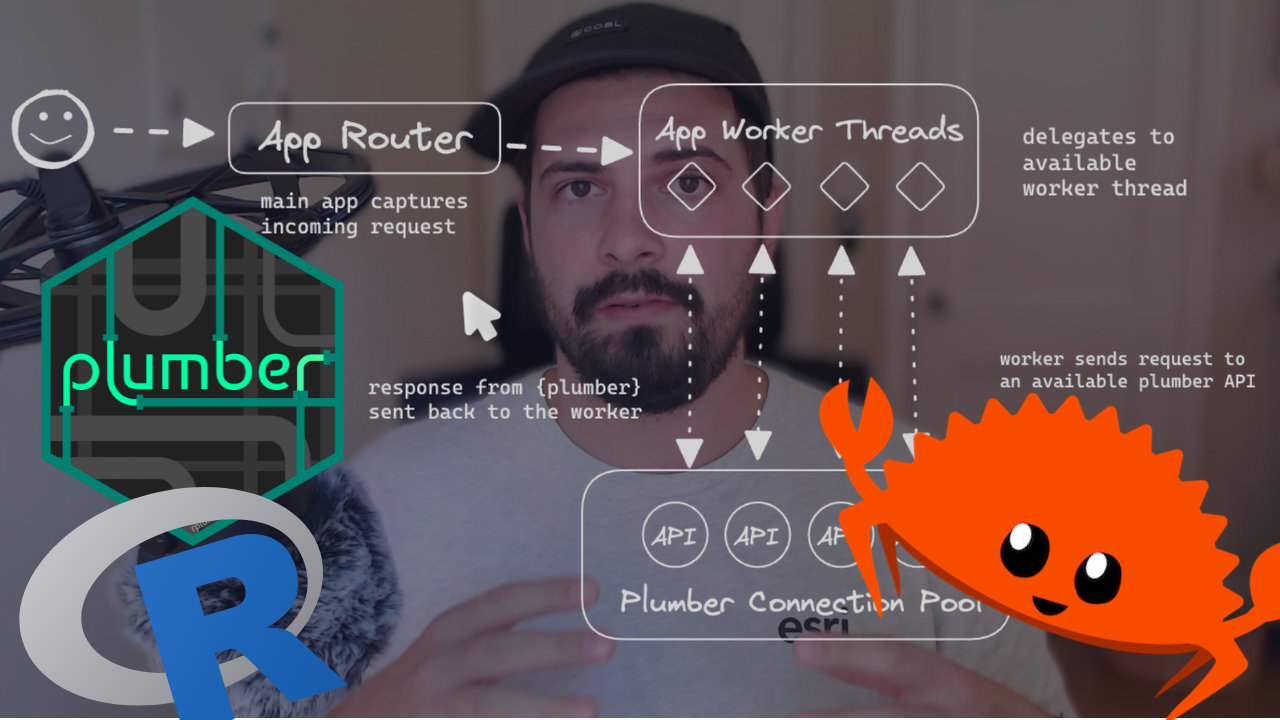 COAL
App Router
main app captures
incoming request
App Worker Threads
delegates to
available
worker thread
plumber
response from {plumber}
sent back to the worker
worker sends request to
an available plumber API
API
API
API
Plumber Connection Pool
esri
R